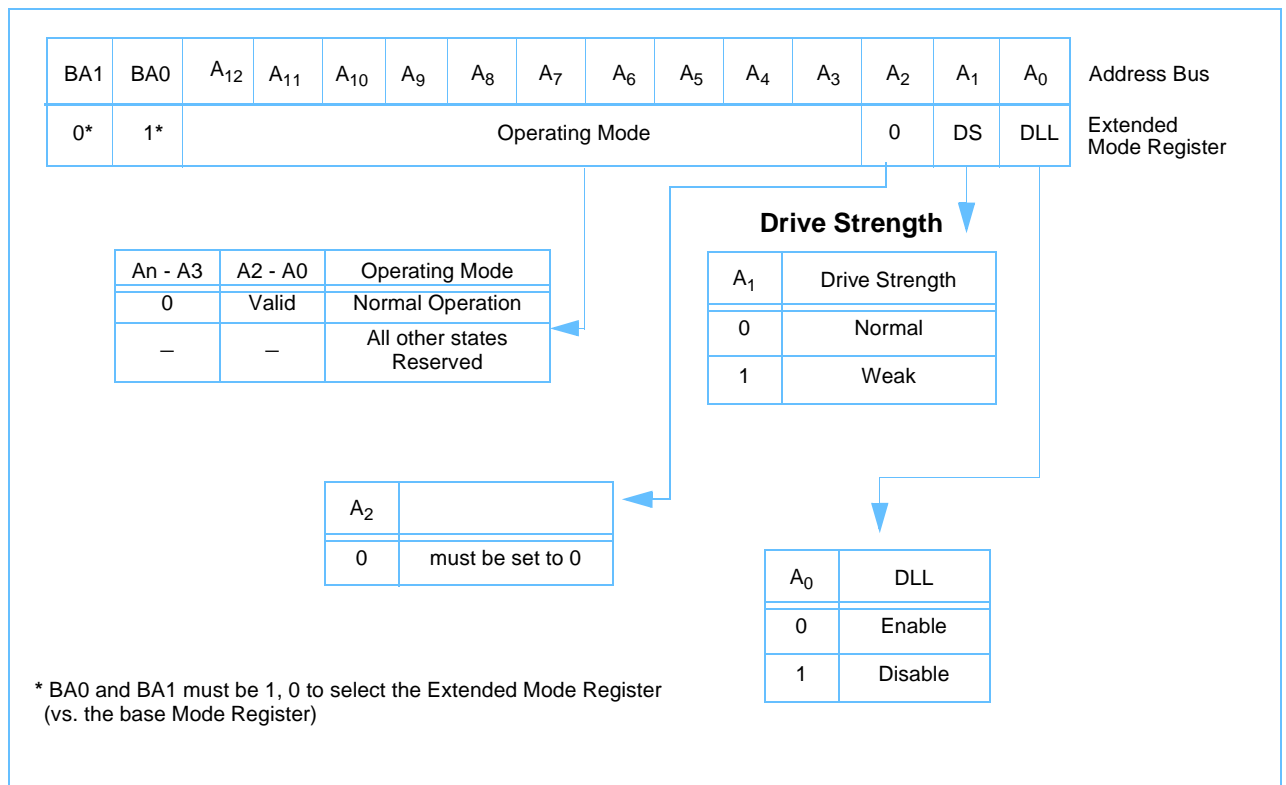 BA1 BA0 A12 A11 A10 A9 A8 A7 A6 A5 A4 A3 A2 A1 A0 Address Bus
0* 1* Operating Mode 0 DS DLL Extended
Mode Register
Drive Strength
An - A3 A2 - A0 Operating Mode
0 Valid Normal Operation
– – All other states
Reserved
A1 Drive Strength
0 Normal
1 Weak
A2
0 must be set to 0
A0 DLL
0 Enable
1 Disable
* BA0 and BA1 must be 1, 0 to select the Extended Mode Register
(vs. the base Mode Register)